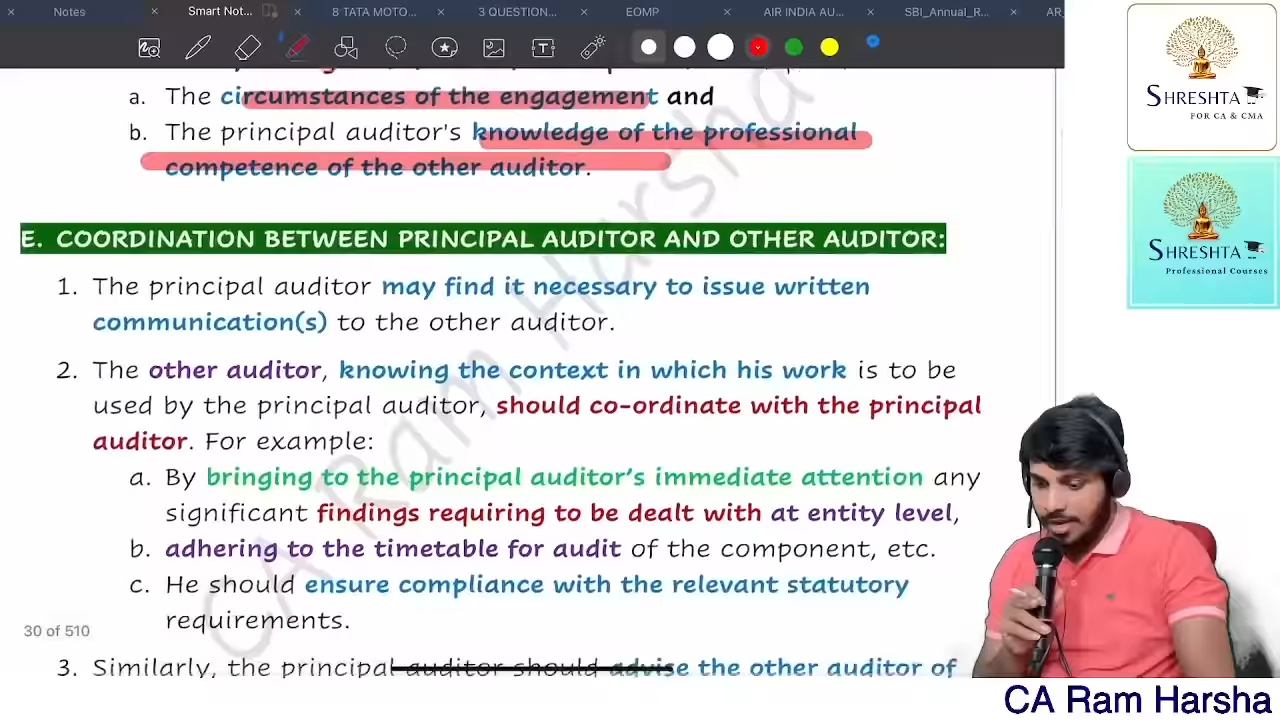 Notes
Smart Not...
8 TATA MOTO...
3 QUESTION...
EOMP
AIR INDIA AU...
SBI_Annual_R...
AR_
a. The circumstances of the engagement and
b. The principal auditor's knowledge of the professional
competence of the other auditor.
E. COORDINATION BETWEEN PRINCIPAL AUDITOR AND OTHER AUDITOR:
1. The principal auditor may find it necessary to issue written
communication(s) to the other auditor.
2. The other auditor, knowing the context in which his work is to be
used by the principal auditor, should co-ordinate with the principal
auditor. For example:
a. By bringing to the principal auditor's immediate attention any
significant findings requiring to be dealt with at entity level,
b. adhering to the timetable for audit of the component, etc.
c. He should ensure compliance with the relevant statutory
requirements.
30 of 510
3. Similarly, the principal auditor should advise the other auditor of
CA Ram Harsha
SHRESHTA
FOR CA & CMA
SHRESHTA
Professional Courses
CA Ram Harsha